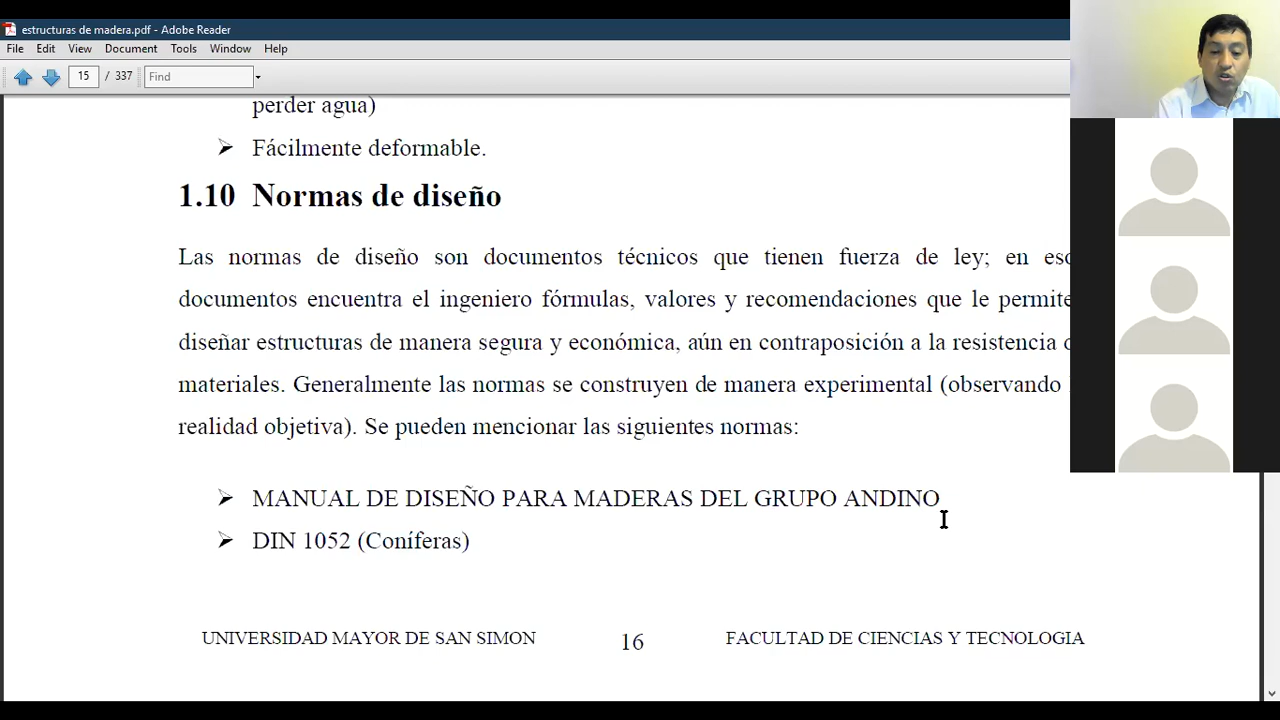 estructuras de madera.pdf - Adobe Reader
File Edit View Document Tools Window Help
15 / 337 Find
perder agua)
➢ Fácilmente deformable.
1.10 Normas de diseño
Las normas de diseño son documentos técnicos que tienen fuerza de ley; en
documentos encuentra el ingeniero fórmulas, valores y recomendaciones que le
diseñar estructuras de manera segura y económica, aún en contraposición a la resistencia
materiales. Generalmente las normas se construyen de manera experimental (observando
realidad objetiva). Se pueden mencionar las siguientes normas:
➢ MANUAL DE DISEÑO PARA MADERAS DEL GRUPO ANDINO
➢ DIN 1052 (Coníferas)
UNIVERSIDAD MAYOR DE SAN SIMON 16 FACULTAD DE CIENCIAS Y TECNOLOGIA